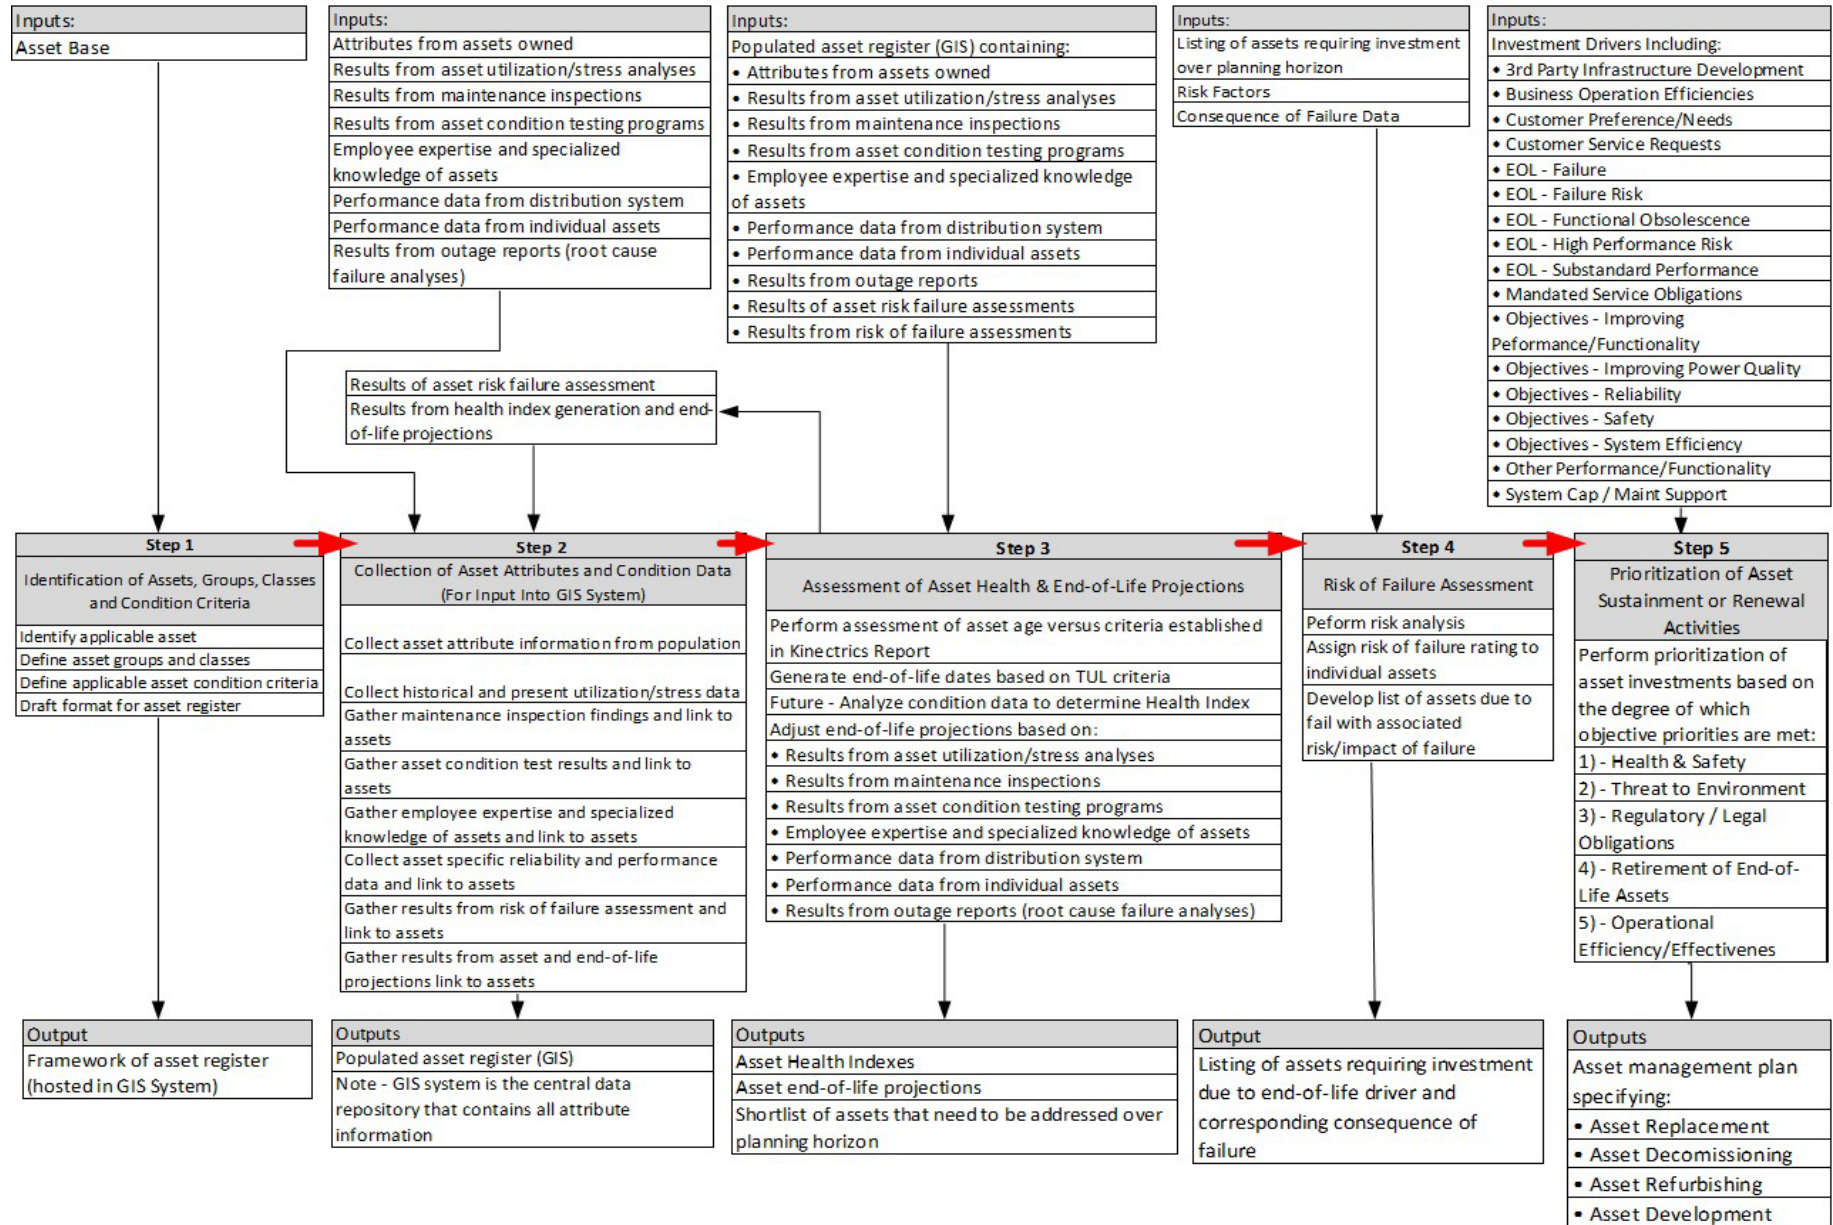 Inputs:
Asset Base
Inputs:
Attributes from assets owned
Results from asset utilization/stress analyses
Results from maintenance inspections
Results from asset condition testing programs
Employee expertise and specialized
knowledge of assets
Performance data from distribution system
Performance data from individual assets
Results from outage reports (root cause
failure analyses)
Inputs:
Populated asset register (GIS) containing:
• Attributes from assets owned
• Results from asset utilization/stress analyses
• Results from maintenance inspections
• Results from asset condition testing programs
• Employee expertise and specialized knowledge
of assets
• Performance data from distribution system
• Performance data from individual assets
• Results from outage reports
• Results of asset risk failure assessments
• Results from risk of failure assessments
Inputs:
Listing of assets requiring investment
over planning horizon
Risk Factors
Consequence of Failure Data
Inputs:
Investment Drivers Including:
• 3rd Party Infrastructure Development
• Business Operation Efficiencies
• Customer Preference/Needs
• Customer Service Requests
• EOL - Failure
• EOL - Failure Risk
• EOL - Functional Obsolescence
• EOL - High Performance Risk
• EOL - Substandard Performance
• Mandated Service Obligations
• Objectives - Improving
Peformance/Functionality
• Objectives - Improving Power Quality
• Objectives - Reliability
• Objectives - Safety
• Objectives - System Efficiency
• Other Performance/Functionality
• System Cap / Maint Support
Results of asset risk failure assessment
Results from health index generation and end-
of-life projections
Step 1
Identification of Assets, Groups, Classes
and Condition Criteria
Identify applicable asset
Define asset groups and classes
Define applicable asset condition criteria
Draft format for asset register
Step 2
Collection of Asset Attributes and Condition Data
(For Input Into GIS System)
Collect asset attribute information from population
Collect historical and present utilization/stress data
Gather maintenance inspection findings and link to
assets
Gather asset condition test results and link to
assets
Gather employee expertise and specialized
knowledge of assets and link to assets
Collect asset specific reliability and performance
data and link to assets
Gather results from risk of failure assessment and
link to assets
Gather results from asset and end-of-life
projections link to assets
Step 3
Assessment of Asset Health & End-of-Life Projections
Perform assessment of asset age versus criteria established
in Kinectrics Report
Generate end-of-life dates based on TUL criteria
Future - Analyze condition data to determine Health Index
Adjust end-of-life projections based on:
• Results from asset utilization/stress analyses
• Results from maintenance inspections
• Results from asset condition testing programs
• Employee expertise and specialized knowledge of assets
• Performance data from distribution system
• Performance data from individual assets
• Results from outage reports (root cause failure analyses)
Step 4
Risk of Failure Assessment
Peform risk analysis
Assign risk of failure rating to
individual assets
Develop list of assets due to
fail with associated
risk/impact of failure
Step 5
Prioritization of Asset
Sustainment or Renewal
Activities
Perform prioritization of
asset investments based on
the degree of which
objective priorities are met:
1) - Health & Safety
2) - Threat to Environment
3) - Regulatory / Legal
Obligations
4) - Retirement of End-of-
Life Assets
5) - Operational
Efficiency/Effectivenes
Output
Framework of asset register
(hosted in GIS System)
Outputs
Populated asset register (GIS)
Note - GIS system is the central data
repository that contains all attribute
information
Outputs
Asset Health Indexes
Asset end-of-life projections
Shortlist of assets that need to be addressed over
planning horizon
Output
Listing of assets requiring investment
due to end-of-life driver and
corresponding consequence of
failure
Outputs
Asset management plan
specifying:
• Asset Replacement
• Asset Decomissioning
• Asset Refurbishing
• Asset Development